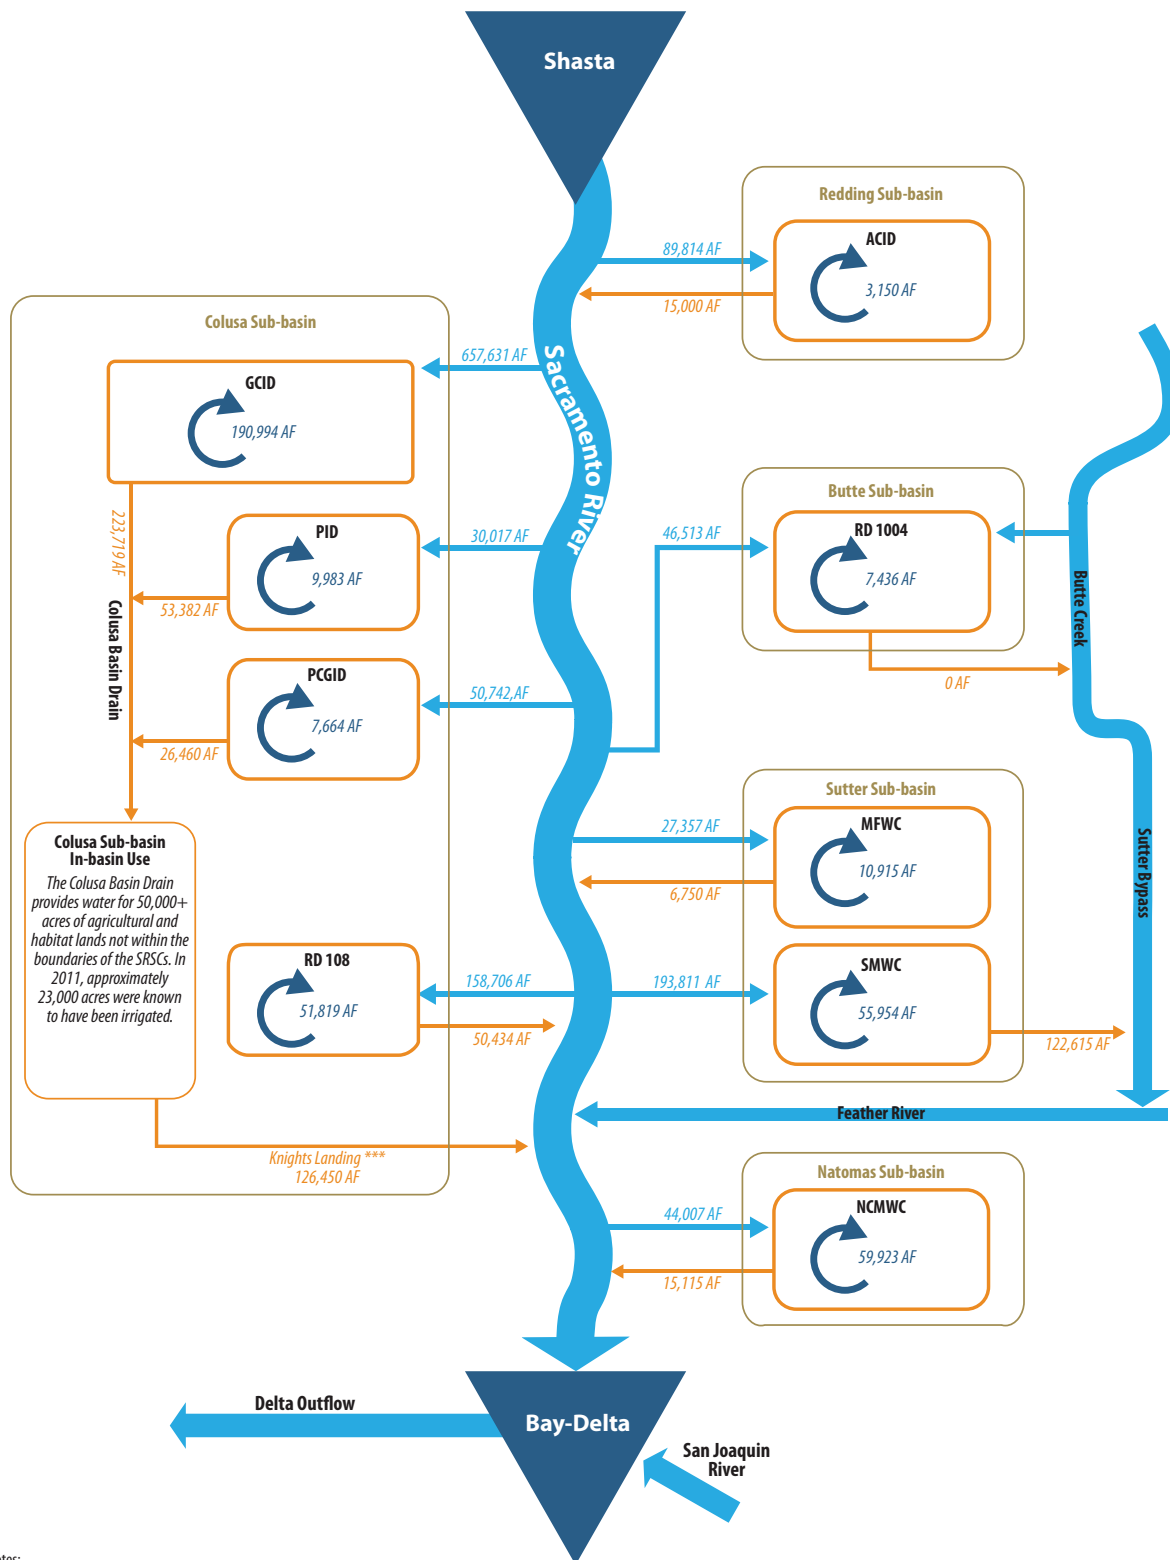 Shasta
Redding Sub-basin
ACID
89,814 AF
3,150 AF
15,000 AF
Colusa Sub-basin
657,631 AF
GCID
190,994 AF
Sacramento River
Butte Sub-basin
223,719 AF
PID
30,017 AF
46,513 AF
RD 1004
9,983 AF
7,436 AF
53,382 AF
Butte Creek
Colusa Basin Drain
PCGID
50,742,AF
0 AF
7,664 AF
26,460 AF
Sutter Sub-basin
27,357 AF
MFWC
10,915 AF
6,750 AF
Sutter Bypass
Colusa Sub-basin
In-basin Use
The Colusa Basin Drain
provides water for 50,000+
acres of agricultural and
habitat lands not within the
boundaries of the SRSCs. In
2011, approximately
23,000 acres were known
to have been irrigated.
RD 108
158,706 AF
193,811 AF
SMWC
51,819 AF
55,954 AF
50,434 AF
122,615 AF
Feather River
Knights Landing ***
126,450 AF
Natomas Sub-basin
44,007 AF
NCMWC
59,923 AF
15,115 AF
Delta Outflow
Bay-Delta
San Joaquin
River